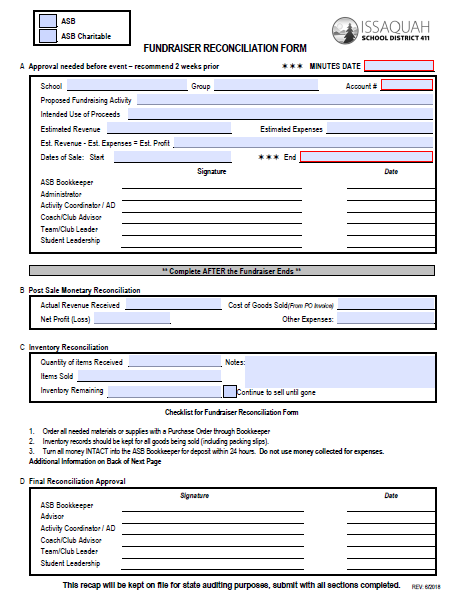 ASB
ASB Charitable
ISSAQUAH
SCHOOL DISTRICT 411
FUNDRAISER RECONCILIATION FORM
A Approval needed before event – recommend 2 weeks prior ✶✶✶ MINUTES DATE
School Group Account #
Proposed Fundraising Activity
Intended Use of Proceeds
Estimated Revenue Estimated Expenses
Est. Revenue - Est. Expenses = Est. Profit
Dates of Sale: Start ✶✶✶ End
Signature Date
ASB Bookkeeper
Administrator
Activity Coordinator / AD
Coach/Club Advisor
Team/Club Leader
Student Leadership
** Complete AFTER the Fundraiser Ends **
B Post Sale Monetary Reconciliation
Actual Revenue Received Cost of Goods Sold(From PO Invoice)
Net Profit (Loss) Other Expenses:
C Inventory Reconciliation
Quantity of items Received Notes:
Items Sold
Inventory Remaining Continue to sell until gone
Checklist for Fundraiser Reconciliation Form
1. Order all needed materials or supplies with a Purchase Order through Bookkeeper
2. Inventory records should be kept for all goods being sold (including packing slips).
3. Turn all money INTACT into the ASB Bookkeeper for deposit within 24 hours. Do not use money collected for expenses.
Additional Information on Back of Next Page
D Final Reconciliation Approval
Signature Date
ASB Bookkeeper
Advisor
Activity Coordinator / AD
Coach/Club Advisor
Team/Club Leader
Student Leadership
This recap will be kept on file for state auditing purposes, submit with all sections completed. REV: 6/2018